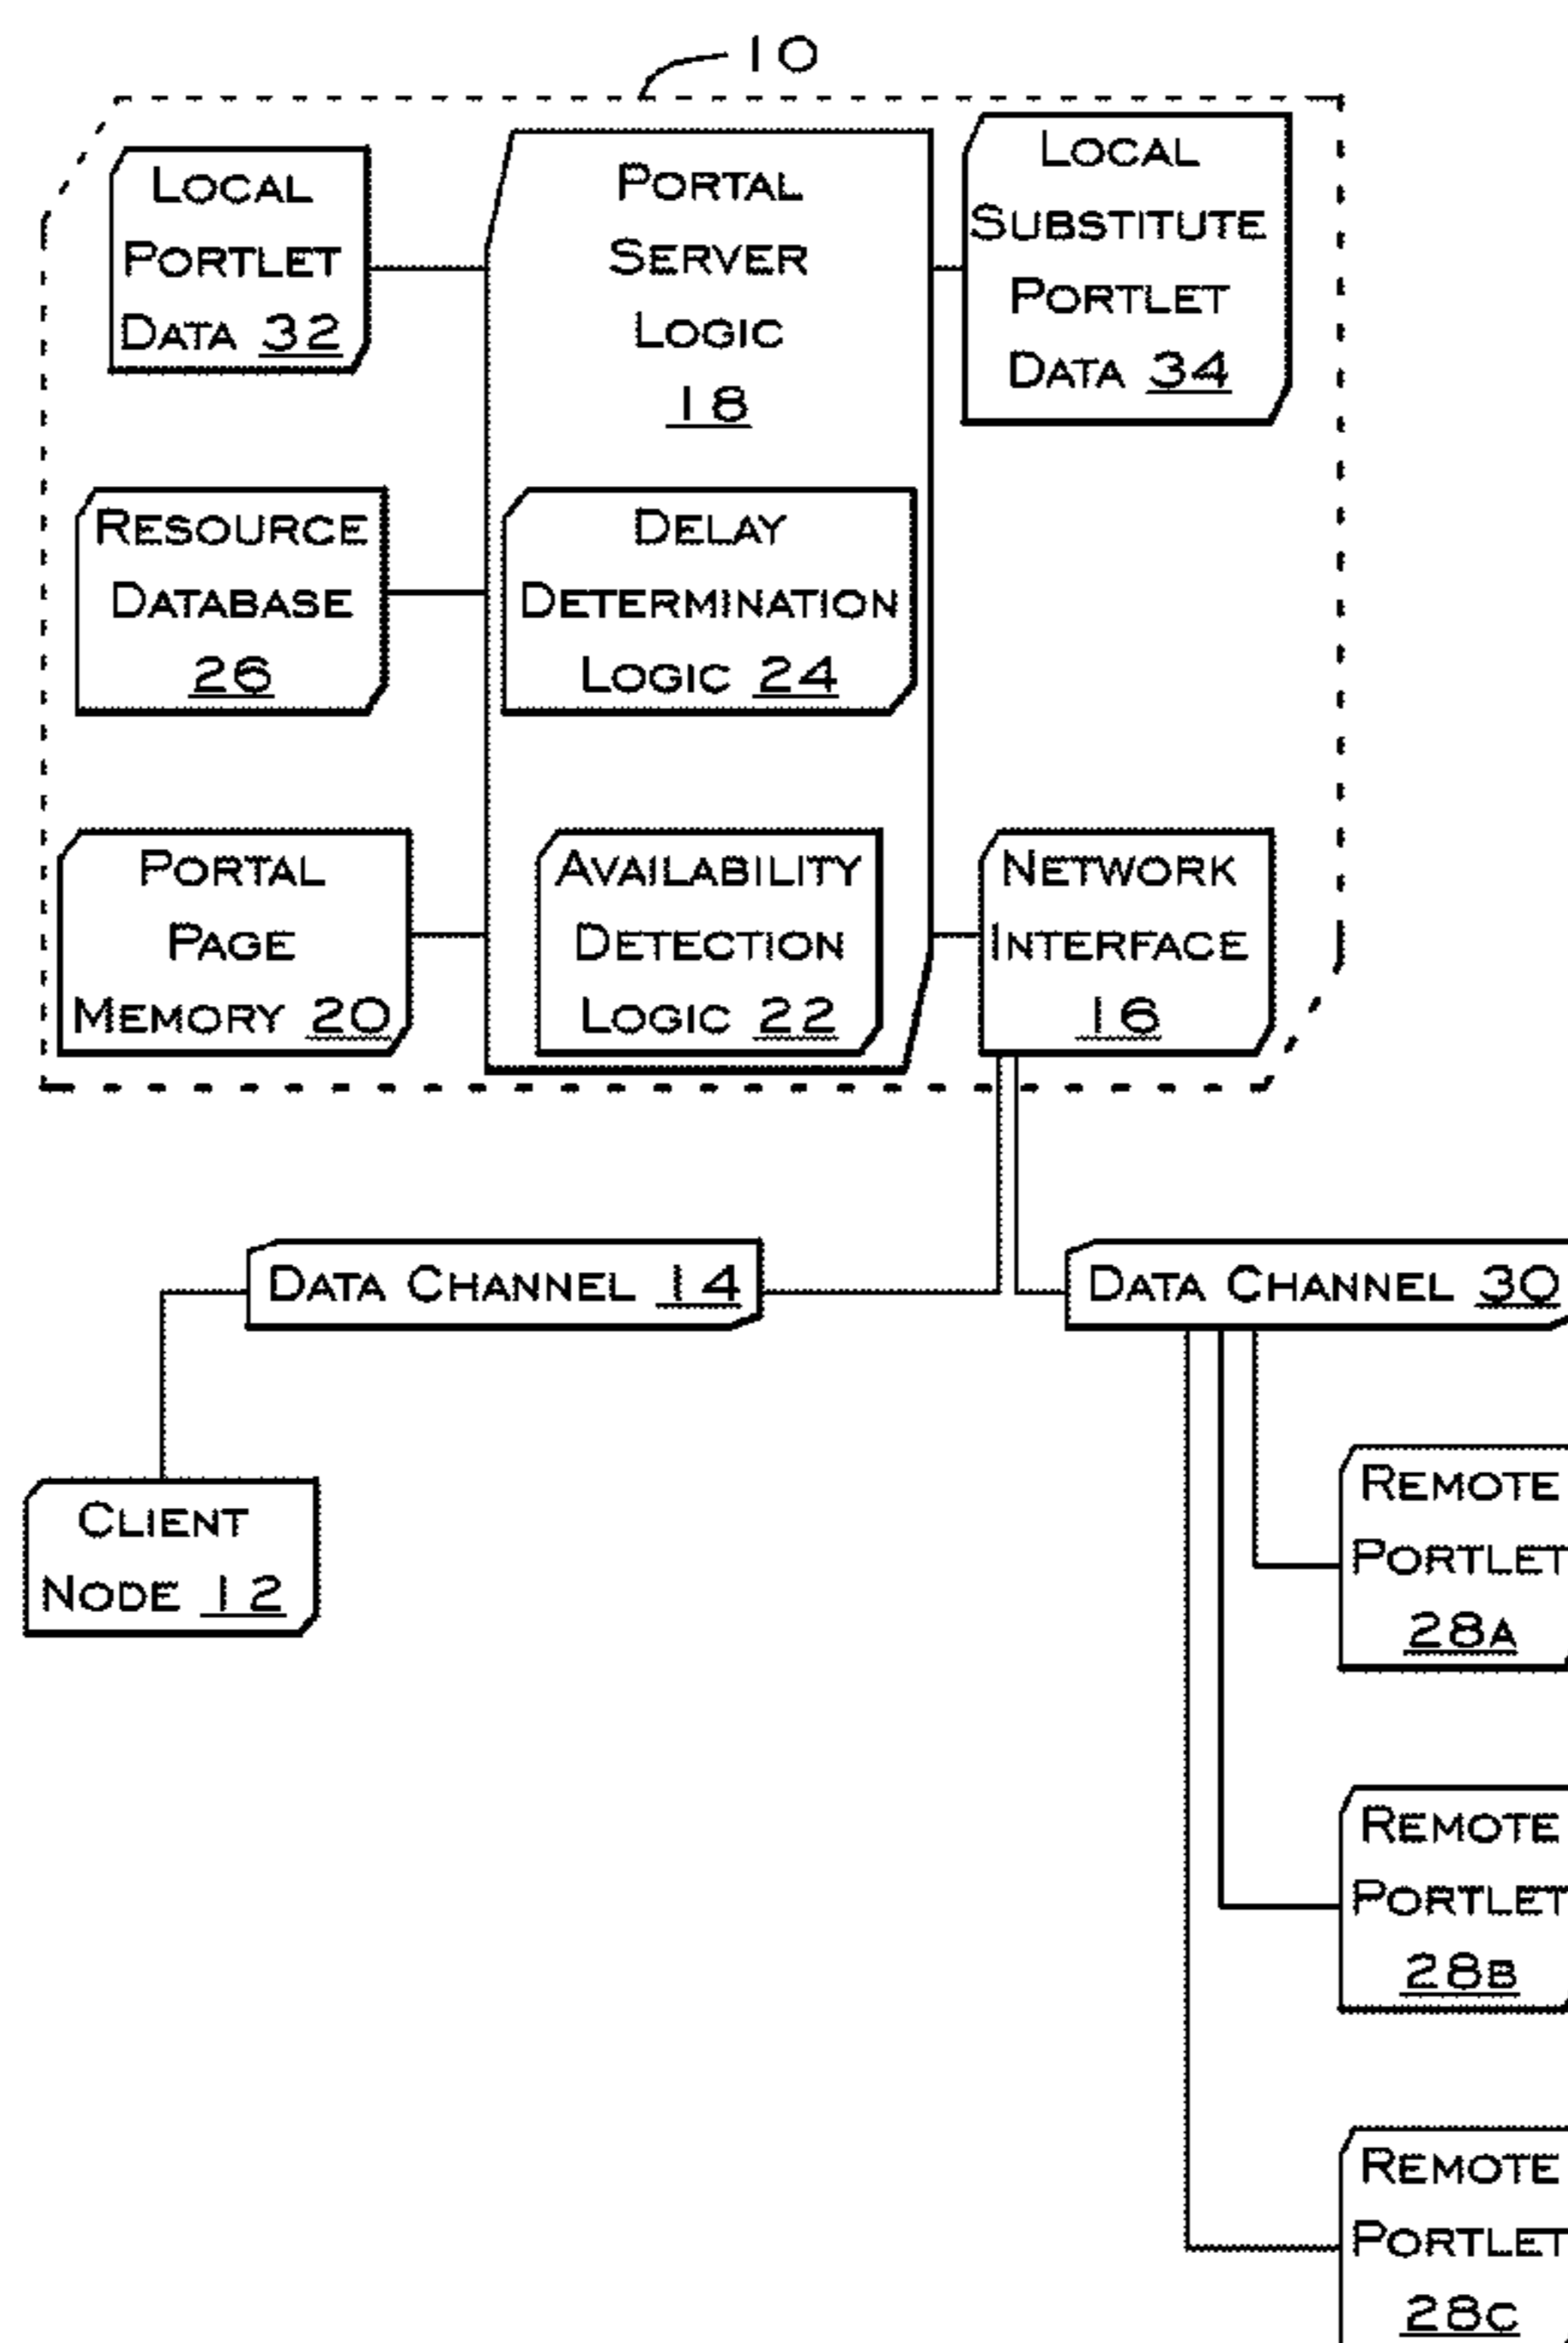 10
LOCAL
PORTLET
DATA 32
PORTAL
SERVER
LOGIC
18
LOCAL
SUBSTITUTE
PORTLET
DATA 34
RESOURCE
DATABASE
26
DELAY
DETERMINATION
LOGIC 24
PORTAL
PAGE
MEMORY 20
AVAILABILITY
DETECTION
LOGIC 22
NETWORK
INTERFACE
16
DATA CHANNEL 14
DATA CHANNEL 30
CLIENT
NODE 12
REMOTE
PORTLET
28A
REMOTE
PORTLET
28B
REMOTE
PORTLET
28C